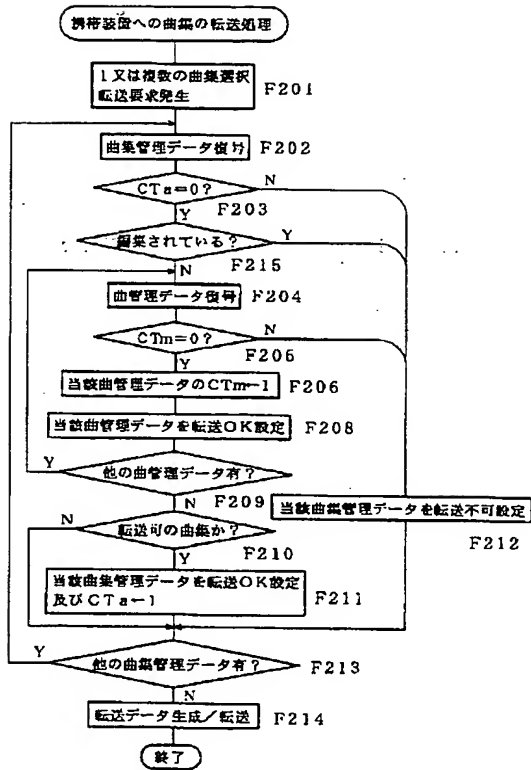 携帯装置への曲集の転送処理
1又は複数の曲集選択
転送要求発生
F201
曲集管理データ復号
F202
CTa=0?
N
F203
Y
編集されている?
Y
F215
N
曲管理データ復号
F204
CTm=0?
N
F205
Y
当該曲管理データのCTm←1
F206
当該曲管理データを転送OK設定
F208
Y
他の曲管理データ有?
F209
N
当該曲集管理データを転送不可設定
F212
N
転送可の曲集か?
F210
Y
当該曲集管理データを転送OK設定
及びCTa←1
F211
Y
他の曲集管理データ有?
F213
N
転送データ生成/転送
F214
終了